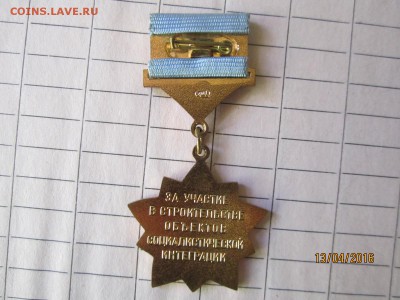 COINS.LAVE.RU
ЗА УЧАСТИЕ
В СТРОИТЕЛЬСТВЕ
ОБЪЕКТОВ
СОЦИАЛИСТИЧЕСКОЙ
ИНТЕГРАЦИИ
13/04/2016